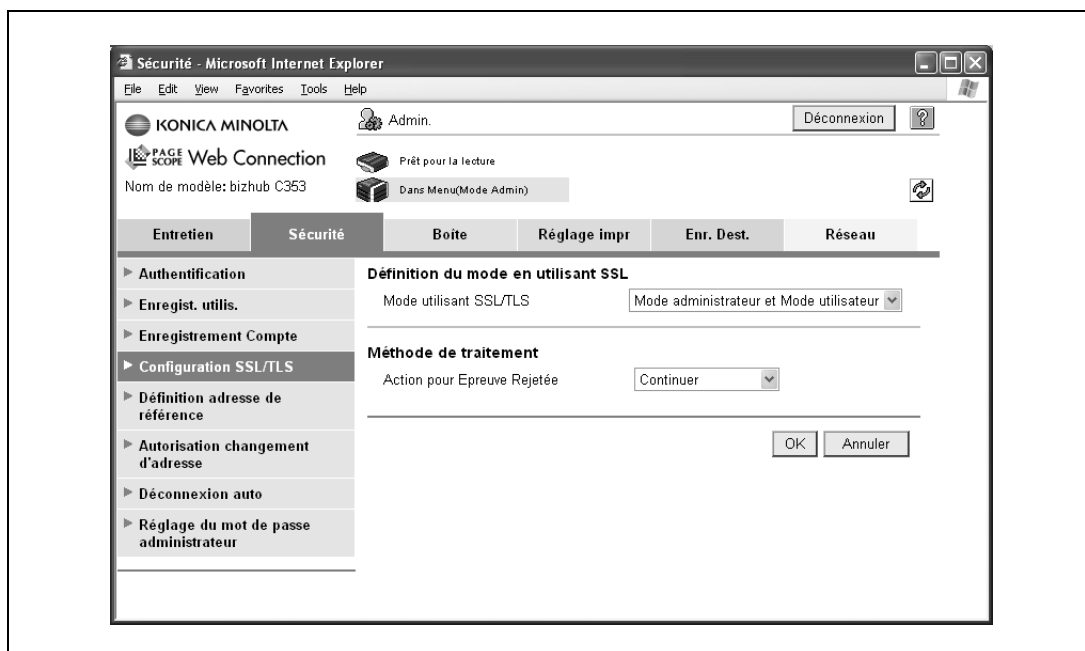 Sécurité - Microsoft Internet Explorer
File Edit View Favorites Tools Help
KONICA MINOLTA
Admin.
Déconnexion
?
PAGE SCOPE Web Connection
Prêt pour la lecture
Nom de modèle: bizhub C353
Dans Menu(Mode Admin)
Entretien Sécurité Boîte Réglage impr Enr. Dest. Réseau
Authentification
Enregist. utilis.
Enregistrement Compte
Configuration SSL/TLS
Définition adresse de
référence
Autorisation changement
d'adresse
Déconnexion auto
Réglage du mot de passe
administrateur
Définition du mode en utilisant SSL
Mode utilisant SSL/TLS Mode administrateur et Mode utilisateur
Méthode de traitement
Action pour Epreuve Rejetée Continuer
OK Annuler